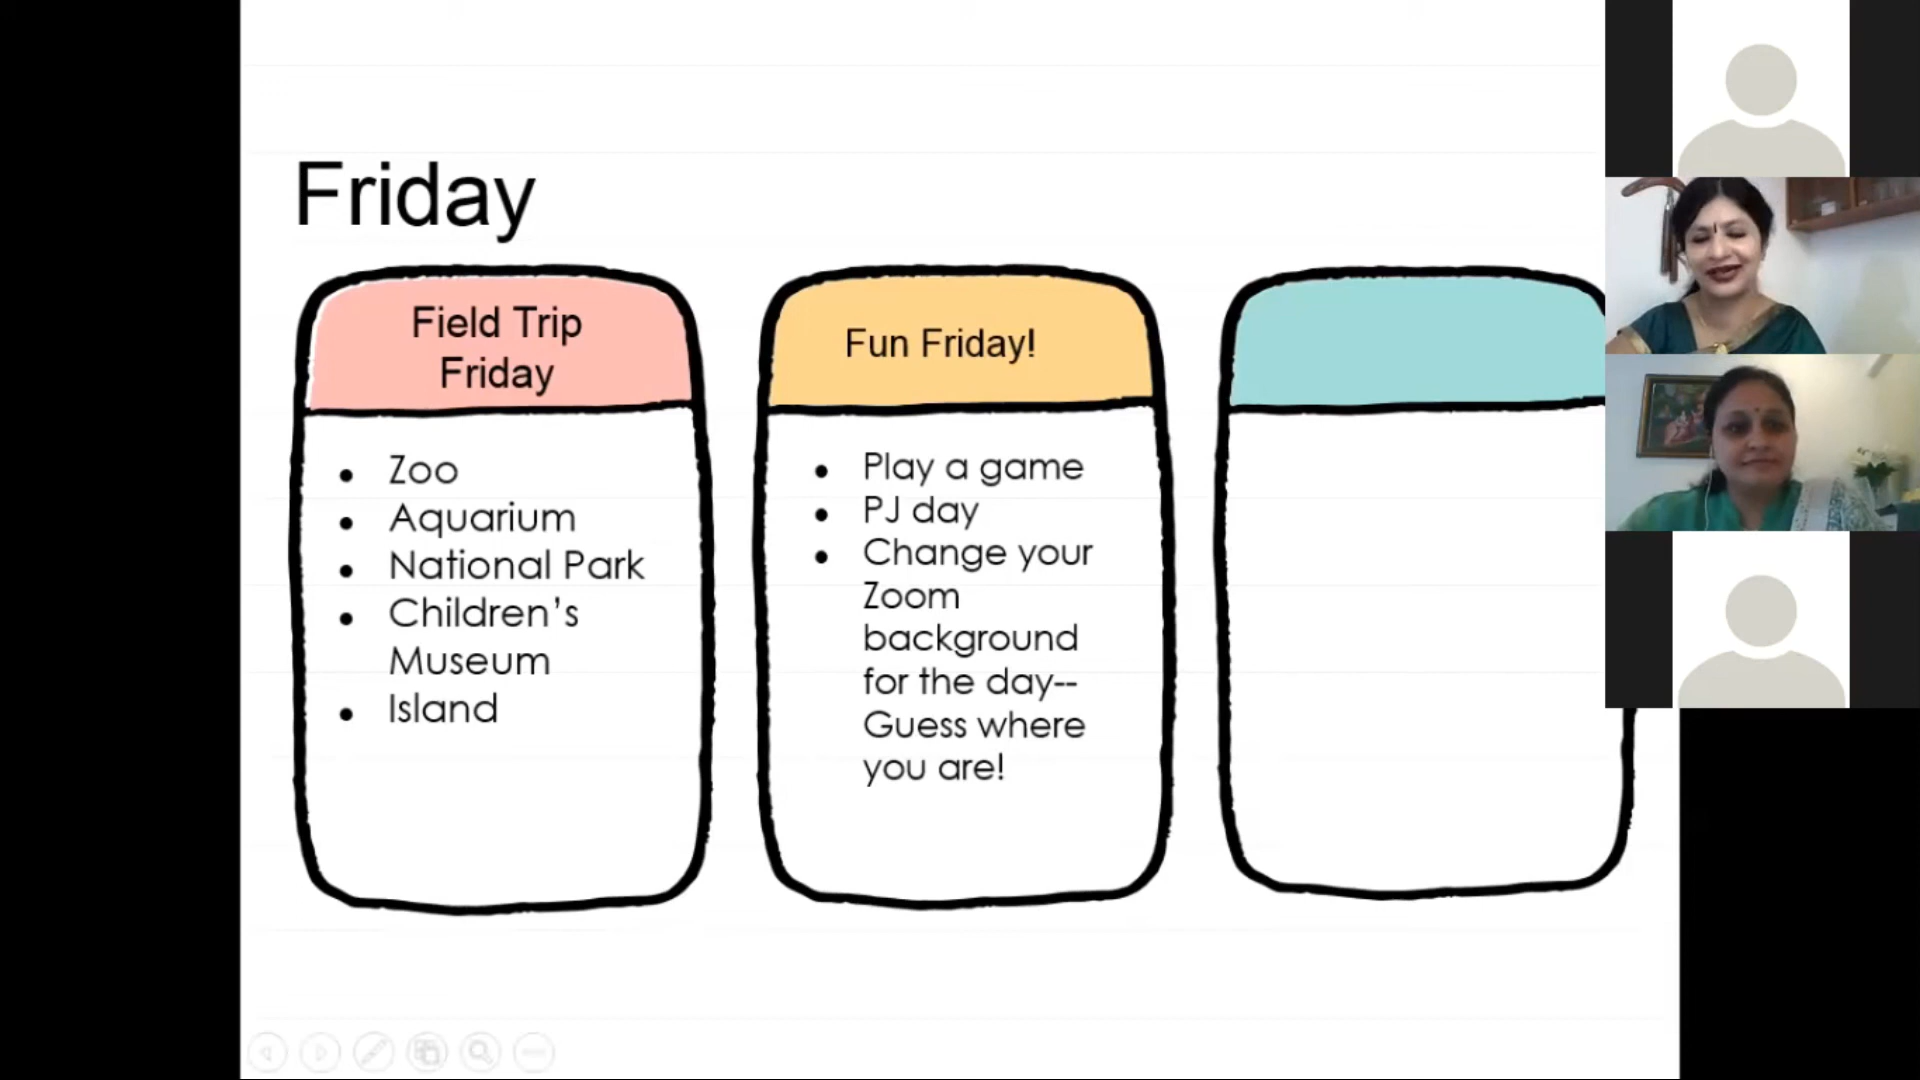 Friday
Field Trip
Friday
Zoo
Aquarium
National Park
Children's
Museum
Island
Fun Friday!
Play a game
PJ day
Change your
Zoom
background
for the day--
Guess where
you are!